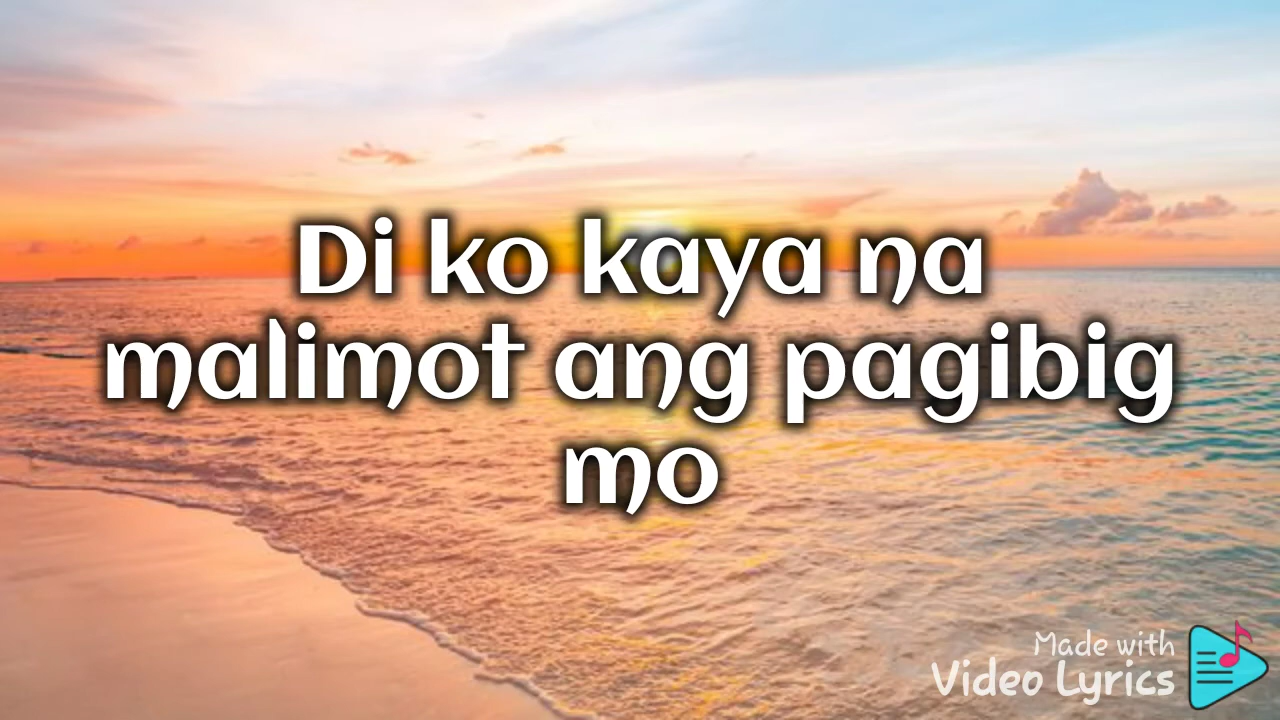 Di ko kaya na
malimot ang pagibig
mo
Made with
Video Lyrics